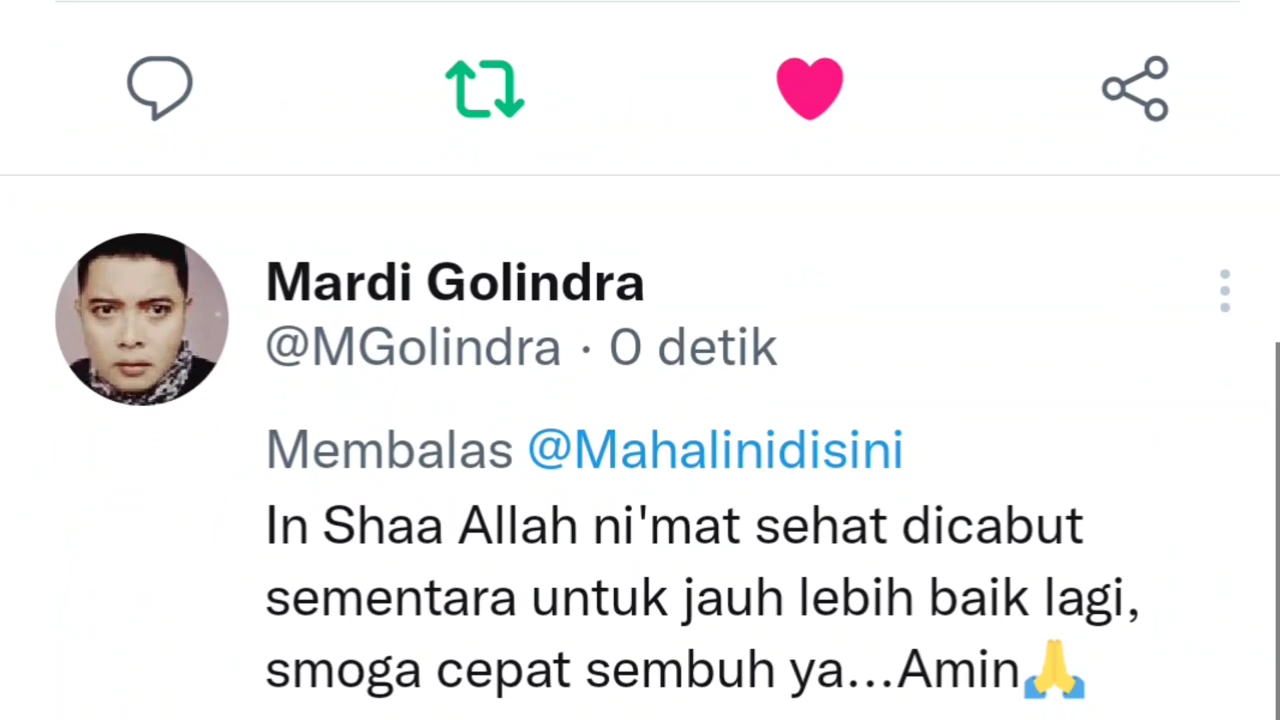 Mardi Golindra
@MGolindra · 0 detik
Membalas @Mahalinidisini
In Shaa Allah ni'mat sehat dicabut
sementara untuk jauh lebih baik lagi,
smoga cepat sembuh ya...Amin🙏